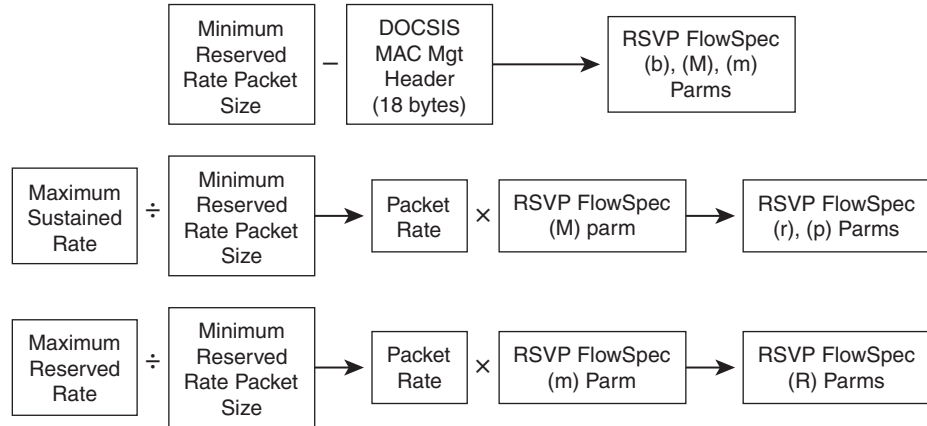 Minimum
Reserved
Rate Packet
Size
−
DOCSIS
MAC Mgt
Header
(18 bytes)
RSVP FlowSpec
(b), (M), (m)
Parms
Maximum
Sustained
Rate
÷
Minimum
Reserved
Rate Packet
Size
Packet
Rate
×
RSVP FlowSpec
(M) parm
RSVP FlowSpec
(r), (p) Parms
Maximum
Reserved
Rate
÷
Minimum
Reserved
Rate Packet
Size
Packet
Rate
×
RSVP FlowSpec
(m) Parm
RSVP FlowSpec
(R) Parms